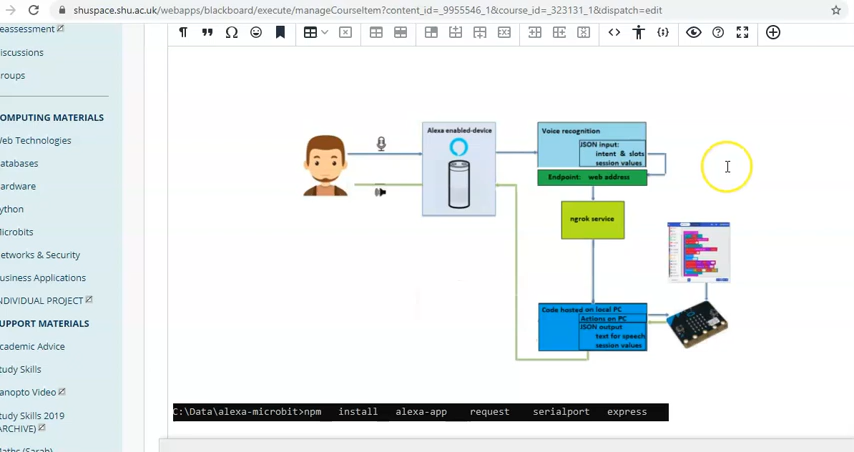 shuspace.shu.ac.uk/webapps/blackboard/execute/manageCourseItem?content_id=_9955546_1&course_id=_323131_1&dispatch=edit
eassessment
iscussions
roups
OMPUTING MATERIALS
Web Technologies
atabases
ardware
ython
icrobits
etworks & Security
usiness Applications
NDIVIDUAL PROJECT
UPPORT MATERIALS
cademic Advice
tudy Skills
anopto Video
tudy Skills 2019
ARCHIVE)
aths (Sarah)
Alexa enabled-device
Voice recognition
JSON input:
intent & slots
session values
Endpoint: web address
ngrok service
Code hosted on local PC
Actions on PC
JSON output
text for speech
session values
C:\Data\alexa-microbit>npm install alexa-app request serialport express